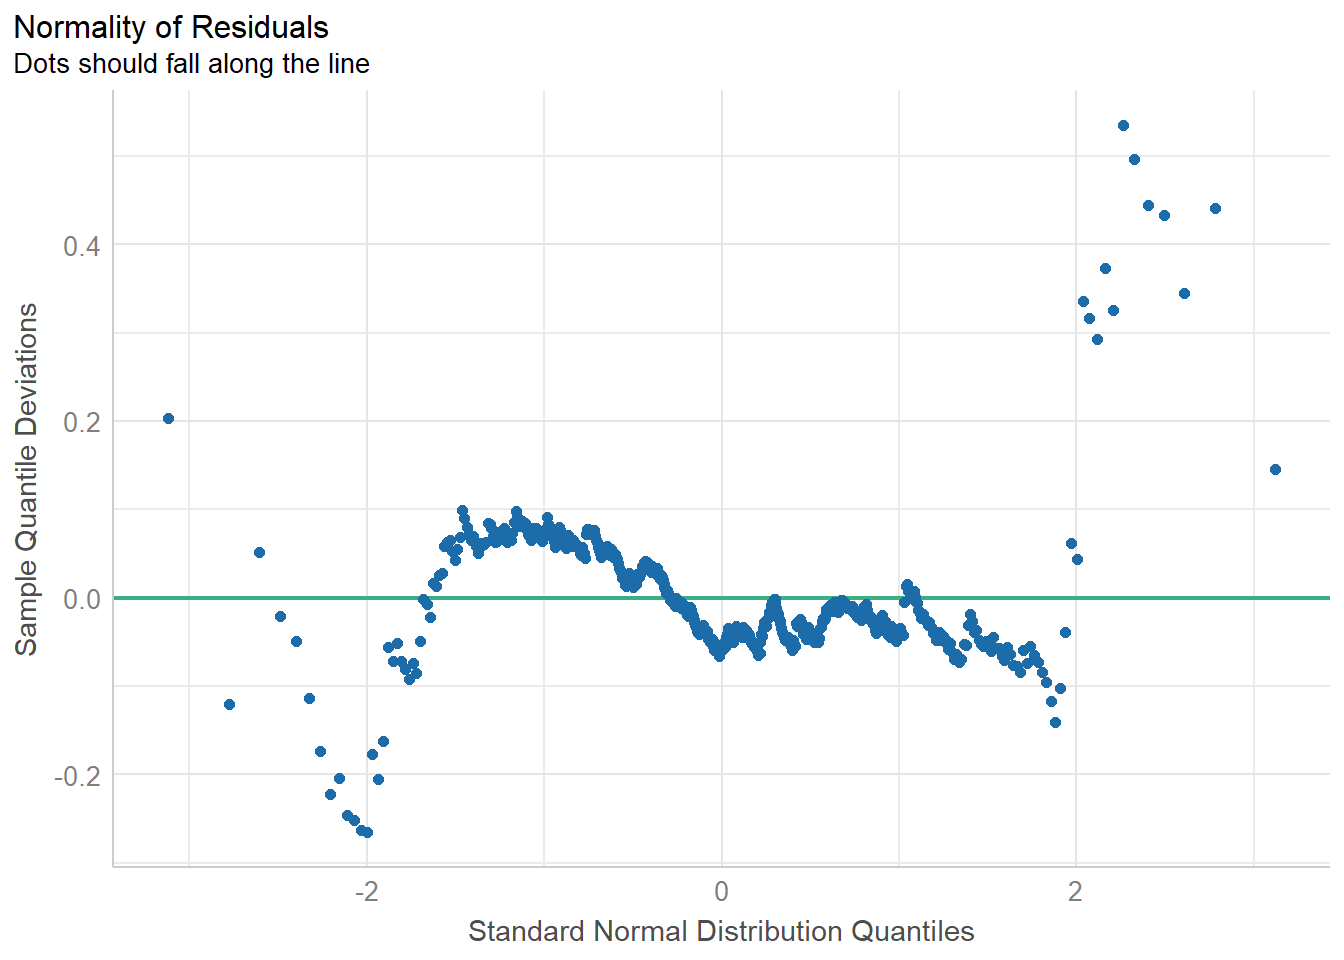 Normality of Residuals
Dots should fall along the line
Sample Quantile Deviations
0.4
0.2
0.0
-0.2
-2
0
2
Standard Normal Distribution Quantiles